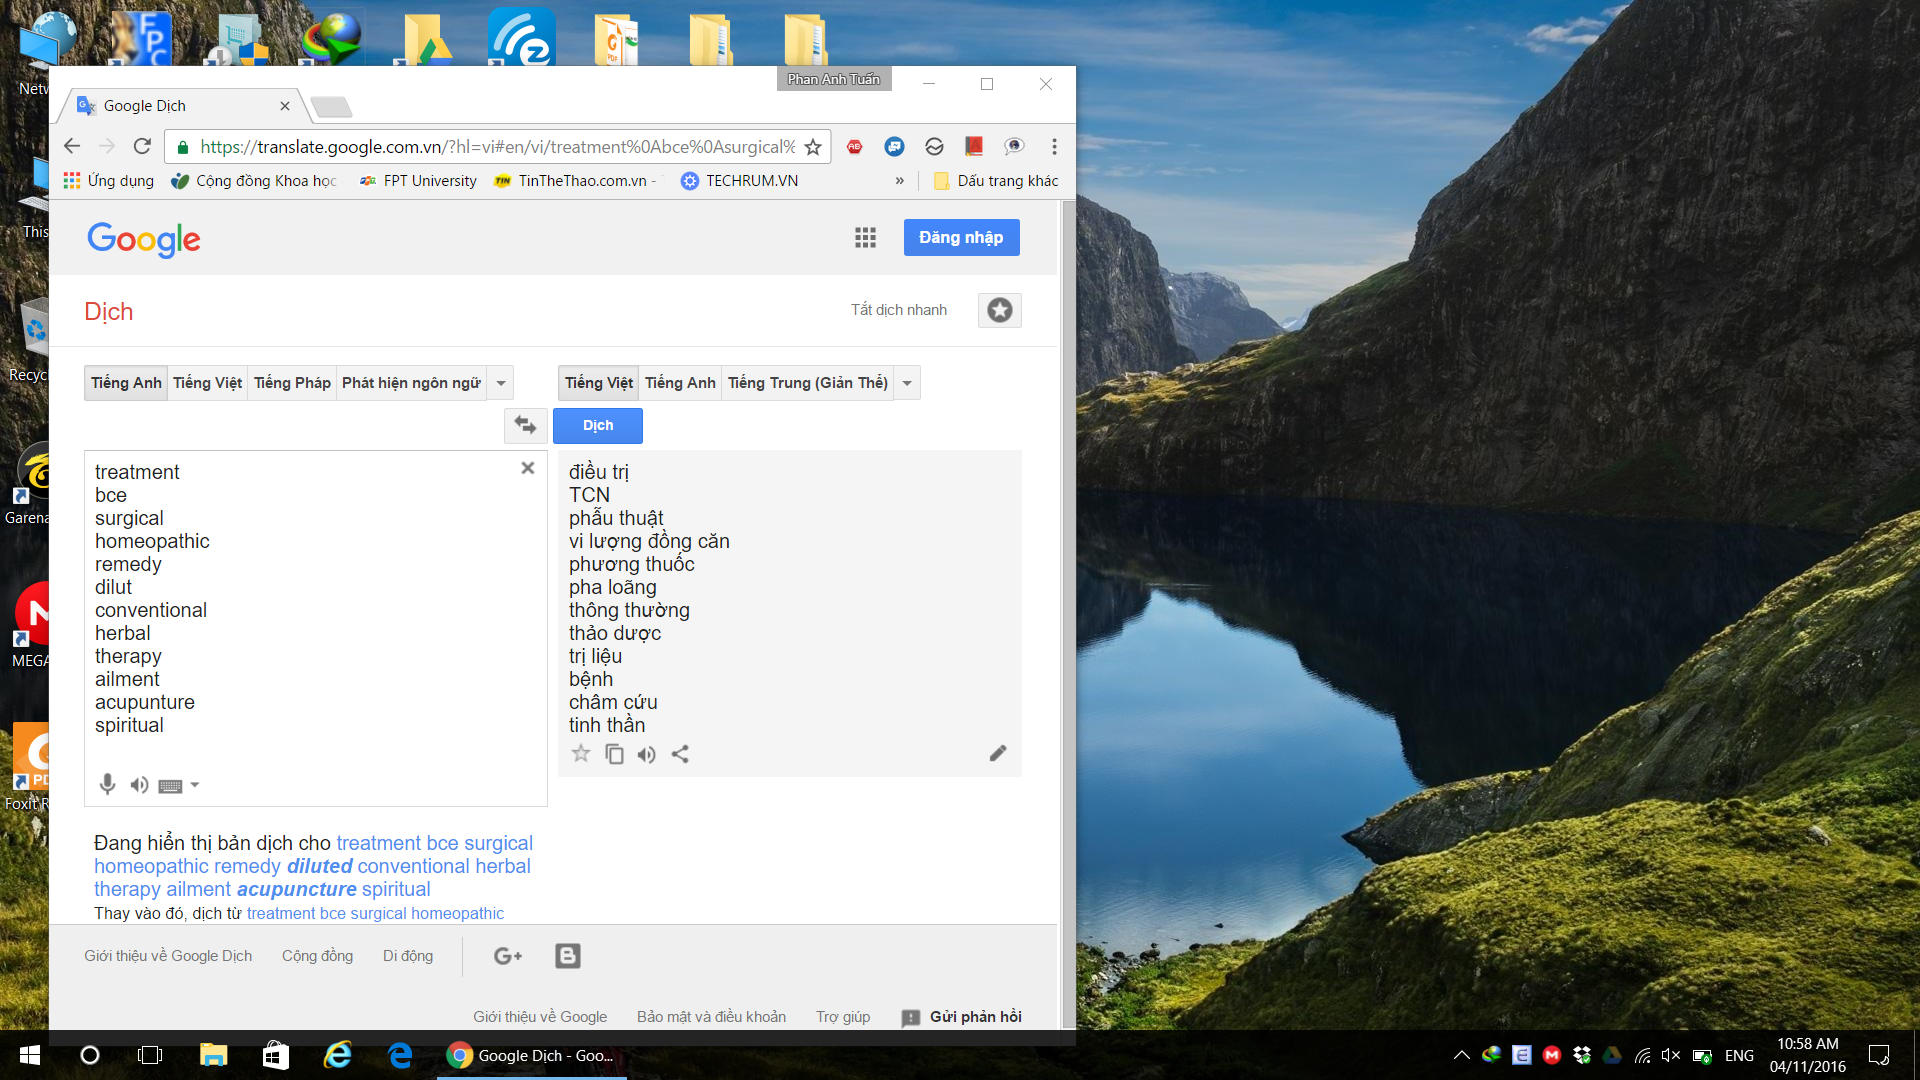 Phan Anh Tuấn
Google Dịch
https://translate.google.com.vn/?hl=vi#en/vi/treatment%0Abce%0Asurgical%
Ứng dụng
Cộng đồng Khoa học
FPT University
TinTheThao.com.vn -
TECHRUM.VN
»
Dấu trang khác
Google
Đăng nhập
Dịch
Tắt dịch nhanh
Tiếng Anh Tiếng Việt Tiếng Pháp Phát hiện ngôn ngữ
Tiếng Việt Tiếng Anh Tiếng Trung (Giản Thể)
Dịch
treatment
bce
surgical
homeopathic
remedy
dilut
conventional
herbal
therapy
ailment
acupunture
spiritual
điều trị
TCN
phẫu thuật
vi lượng đồng căn
phương thuốc
pha loãng
thông thường
thảo dược
trị liệu
bệnh
châm cứu
tinh thần
Đang hiển thị bản dịch cho treatment bce surgical
homeopathic remedy diluted conventional herbal
therapy ailment acupuncture spiritual
Thay vào đó, dịch từ treatment bce surgical homeopathic
Giới thiệu về Google Dịch
Cộng đồng
Di động
G+
B
Giới thiệu về Google
Bảo mật và điều khoản
Trợ giúp
Gửi phản hồi
Netw
This
Recycl
Garena
MEGA
Foxit R
Google Dịch - Goo...
ENG
10:58 AM
04/11/2016